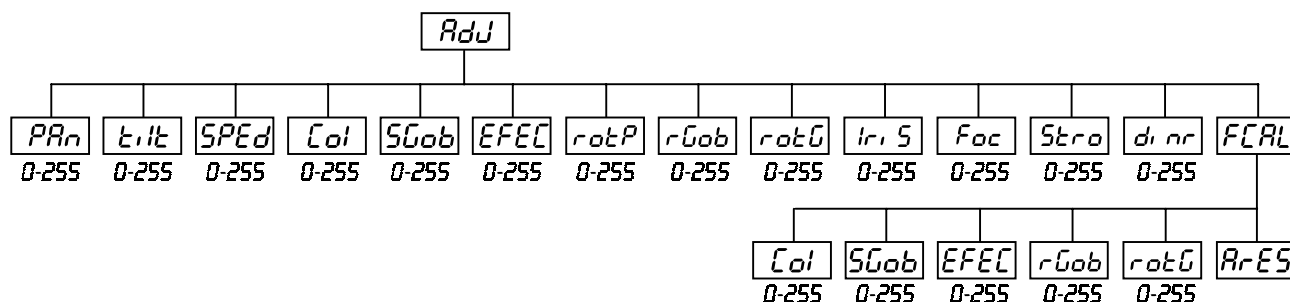 AdJ
PAn tilt SPEd Col SGob EFEC rotP rGob rotG IriS Foc Stro dinr FCAL
0-255 0-255 0-255 0-255 0-255 0-255 0-255 0-255 0-255 0-255 0-255 0-255 0-255
Col SGob EFEC rGob rotG ArES
0-255 0-255 0-255 0-255 0-255